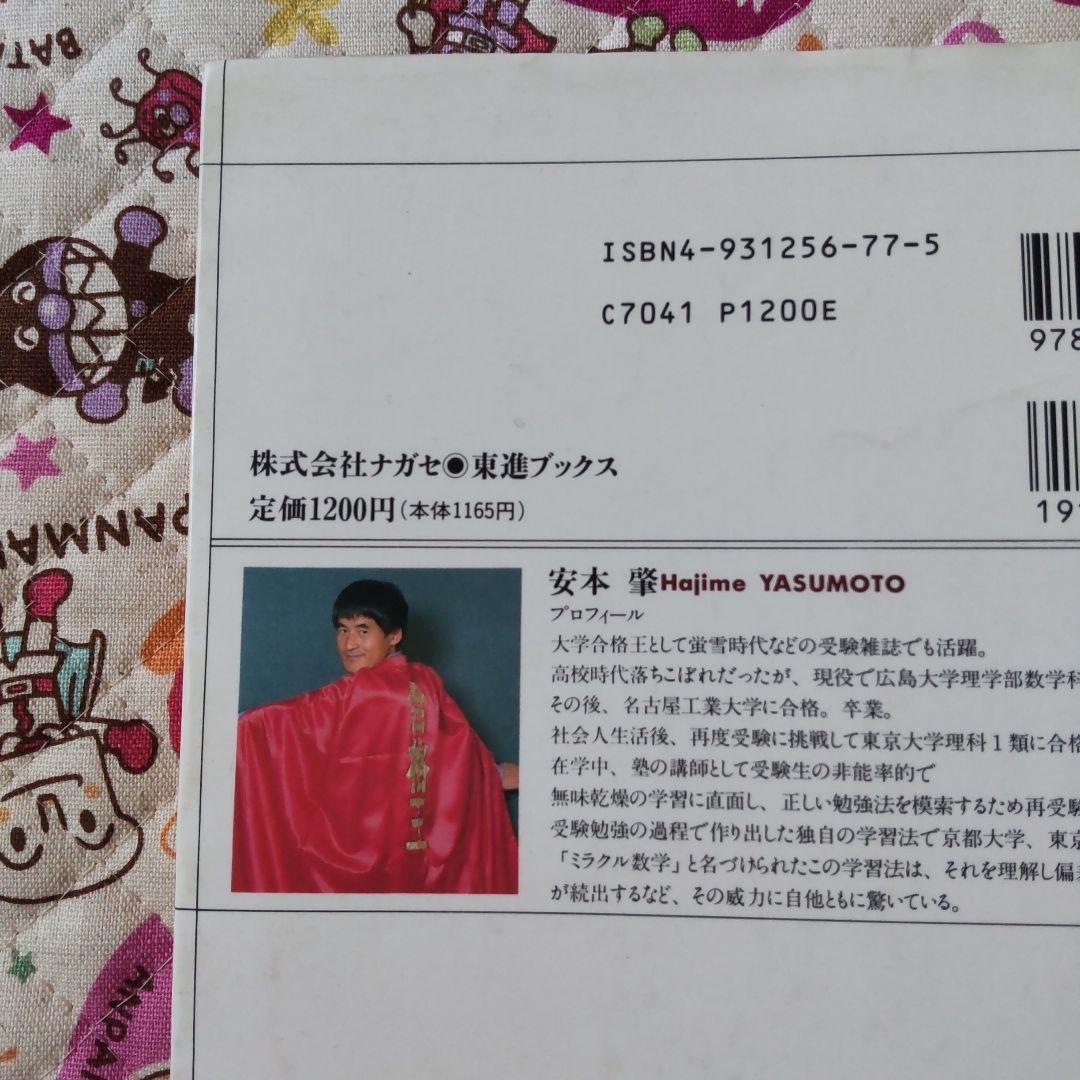 ISBN4-931256-77-5
C7041 P1200E
978
株式会社ナガセ◉東進ブックス
定価1200円(本体1165円)
安本 肇Hajime YASUMOTO
プロフィール
大学合格王として蛍雪時代などの受験雑誌でも活躍。
高校時代落ちこぼれだったが、現役で広島大学理学部数学科
その後、名古屋工業大学に合格。卒業。
社会人生活後、再度受験に挑戦して東京大学理科1類に合格
在学中、塾の講師として受験生の非能率的で
無味乾燥の学習に直面し、正しい勉強法を模索するため再受験
受験勉強の過程で作り出した独自の学習法で京都大学、東京
「ミラクル数学」と名づけられたこの学習法は、それを理解し偏差
が続出するなど、その威力に自他ともに驚いている。
BAT
PANMAN
ANPAN